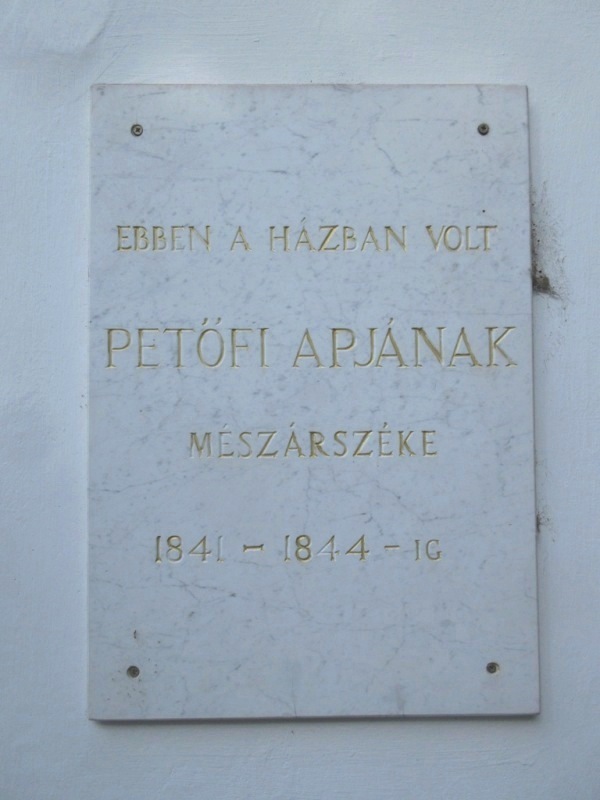 EBBEN A HÁZBAN VOLT
PETŐFI APJÁNAK
MÉSZÁRSZÉKE
1841 - 1844 - IG